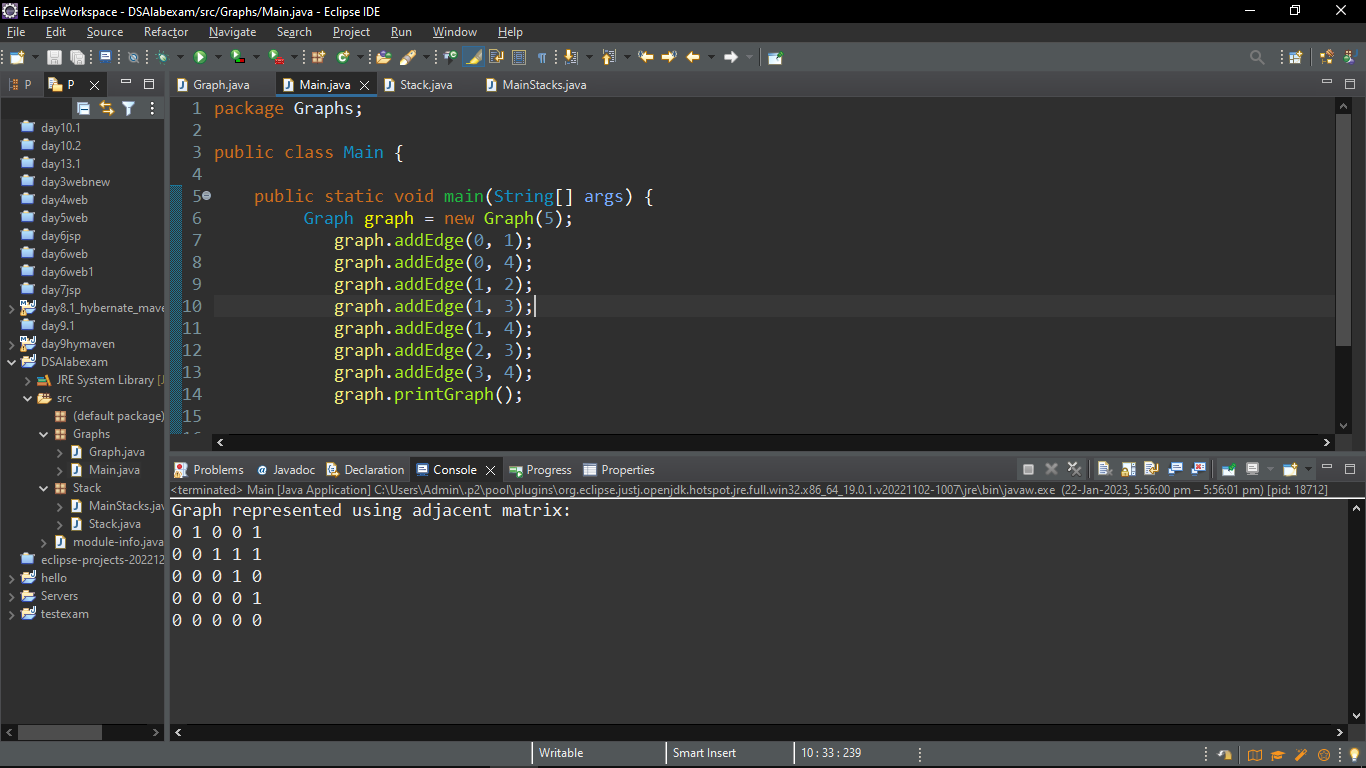 EclipseWorkspace - DSAlabexam/src/Graphs/Main.java - Eclipse IDE
File Edit Source Refactor Navigate Search Project Run Window Help
P P
Graph.java Main.java Stack.java MainStacks.java
day10.1
day10.2
day13.1
day3webnew
day4web
day5web
day6jsp
day6web
day6web1
day7jsp
day8.1_hybernate_mave
day9.1
day9hymaven
DSAlabexam
JRE System Library [J
src
(default package)
Graphs
Graph.java
Main.java
Stack
MainStacks.jav
Stack.java
module-info.java
eclipse-projects-202212
hello
Servers
testexam
1 package Graphs;
2
3 public class Main {
4
5 public static void main(String[] args) {
6 Graph graph = new Graph(5);
7 graph.addEdge(0, 1);
8 graph.addEdge(0, 4);
9 graph.addEdge(1, 2);
10 graph.addEdge(1, 3);
11 graph.addEdge(1, 4);
12 graph.addEdge(2, 3);
13 graph.addEdge(3, 4);
14 graph.printGraph();
15
Problems Javadoc Declaration Console Progress Properties
<terminated> Main [Java Application] C:\Users\Admin\.p2\pool\plugins\org.eclipse.justj.openjdk.hotspot.jre.full.win32.x86_64_19.0.1.v20221102-1007\jre\bin\javaw.exe (22-Jan-2023, 5:56:00 pm – 5:56:01 pm) [pid: 18712]
Graph represented using adjacent matrix:
0 1 0 0 1
0 0 1 1 1
0 0 0 1 0
0 0 0 0 1
0 0 0 0 0
Writable Smart Insert 10 : 33 : 239